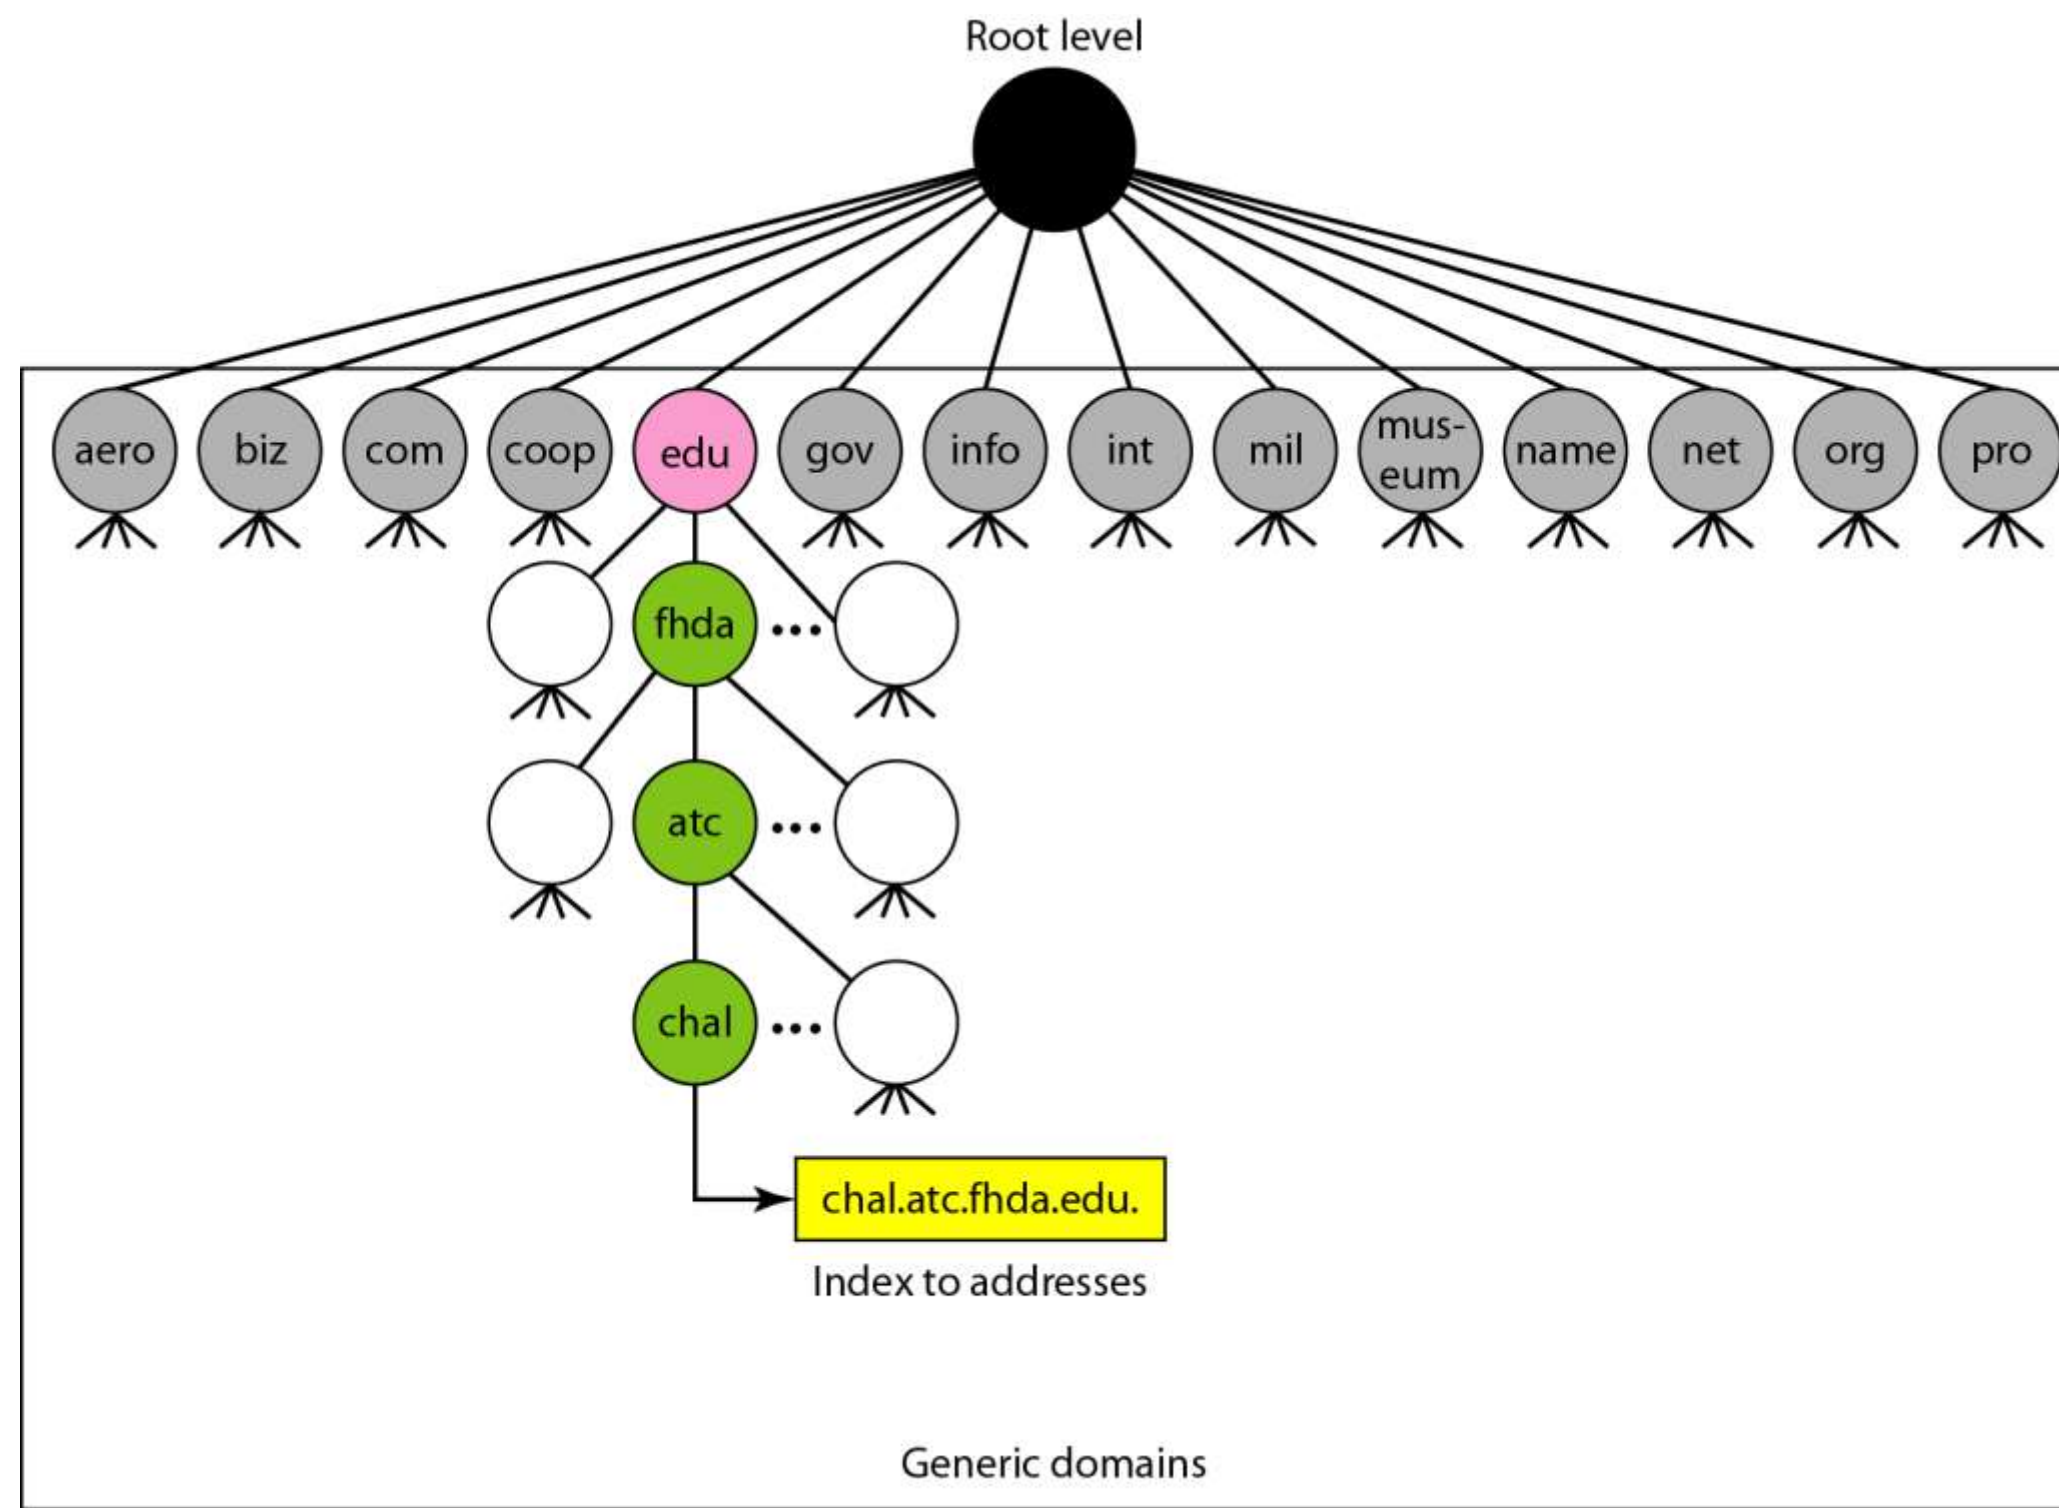 Root level
aero biz com coop edu gov info int mil mus-
eum name net org pro
fhda ...
atc ...
chal ...
chal.atc.fhda.edu.
Index to addresses
Generic domains